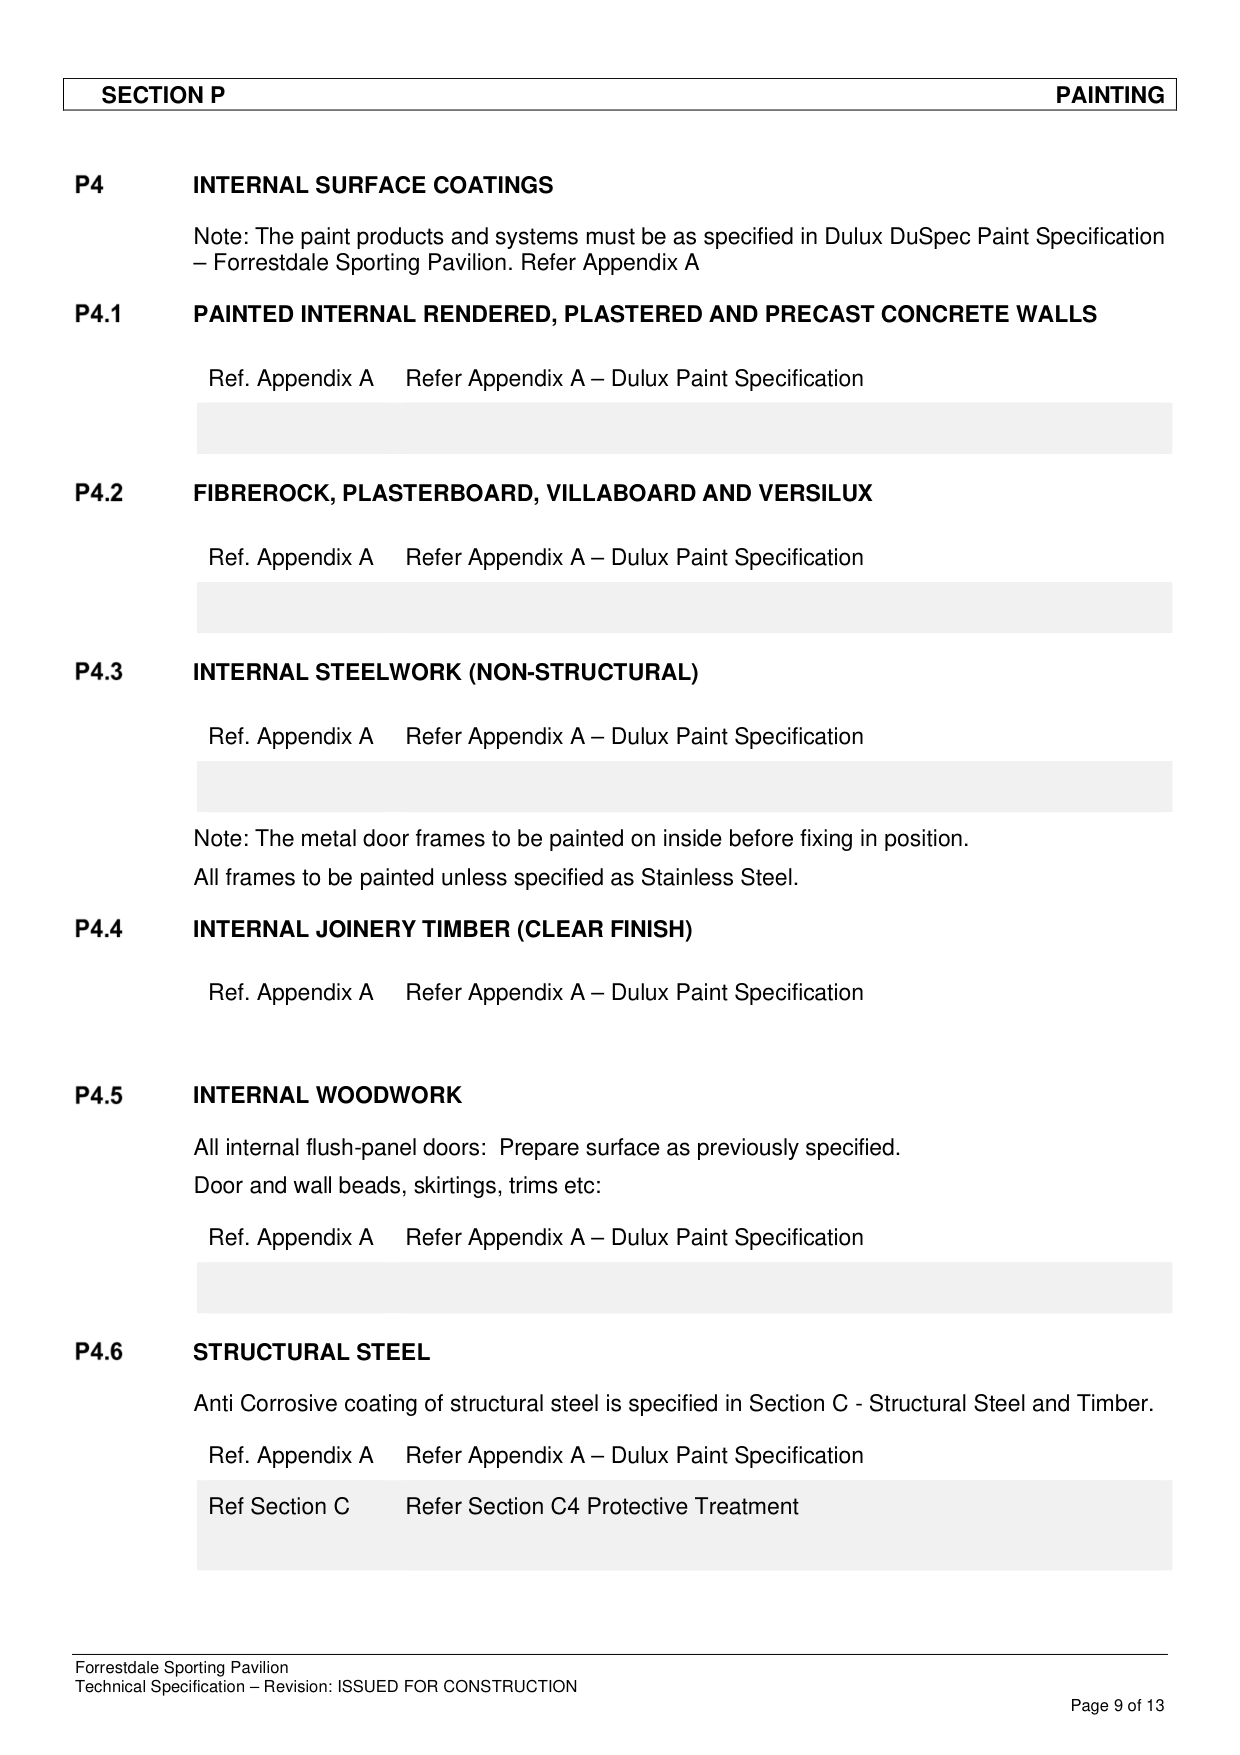 SECTION P PAINTING
P4 INTERNAL SURFACE COATINGS
Note: The paint products and systems must be as specified in Dulux DuSpec Paint Specification
– Forrestdale Sporting Pavilion. Refer Appendix A
P4.1 PAINTED INTERNAL RENDERED, PLASTERED AND PRECAST CONCRETE WALLS
Ref. Appendix A Refer Appendix A – Dulux Paint Specification
P4.2 FIBREROCK, PLASTERBOARD, VILLABOARD AND VERSILUX
Ref. Appendix A Refer Appendix A – Dulux Paint Specification
P4.3 INTERNAL STEELWORK (NON-STRUCTURAL)
Ref. Appendix A Refer Appendix A – Dulux Paint Specification
Note: The metal door frames to be painted on inside before fixing in position.
All frames to be painted unless specified as Stainless Steel.
P4.4 INTERNAL JOINERY TIMBER (CLEAR FINISH)
Ref. Appendix A Refer Appendix A – Dulux Paint Specification
P4.5 INTERNAL WOODWORK
All internal flush-panel doors: Prepare surface as previously specified.
Door and wall beads, skirtings, trims etc:
Ref. Appendix A Refer Appendix A – Dulux Paint Specification
P4.6 STRUCTURAL STEEL
Anti Corrosive coating of structural steel is specified in Section C - Structural Steel and Timber.
Ref. Appendix A Refer Appendix A – Dulux Paint Specification
Ref Section C Refer Section C4 Protective Treatment
Forrestdale Sporting Pavilion
Technical Specification – Revision: ISSUED FOR CONSTRUCTION
Page 9 of 13